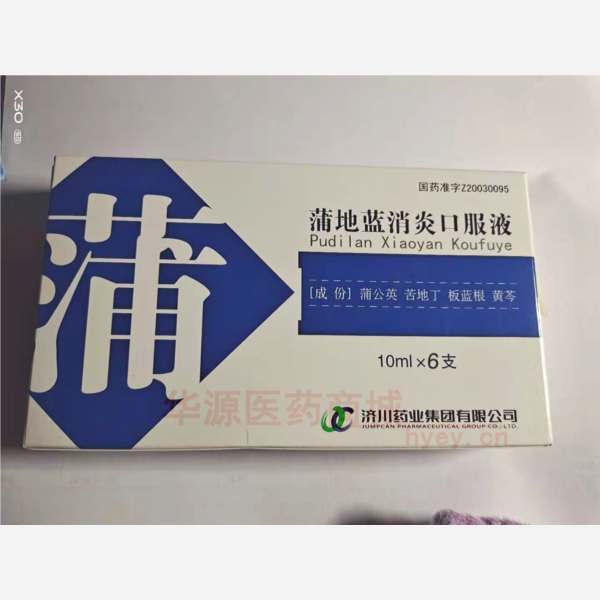 X30
5G
国药准字Z20030095
蒲
蒲地蓝消炎口服液
Pudilan Xiaoyan Koufuye
[成 份] 蒲公英 苦地丁 板蓝根 黄芩
10ml×6支
华源医药商城
济川药业集团有限公司
JUMPCAN PHARMACEUTICAL GROUP CO., LTD.
hyey.cn